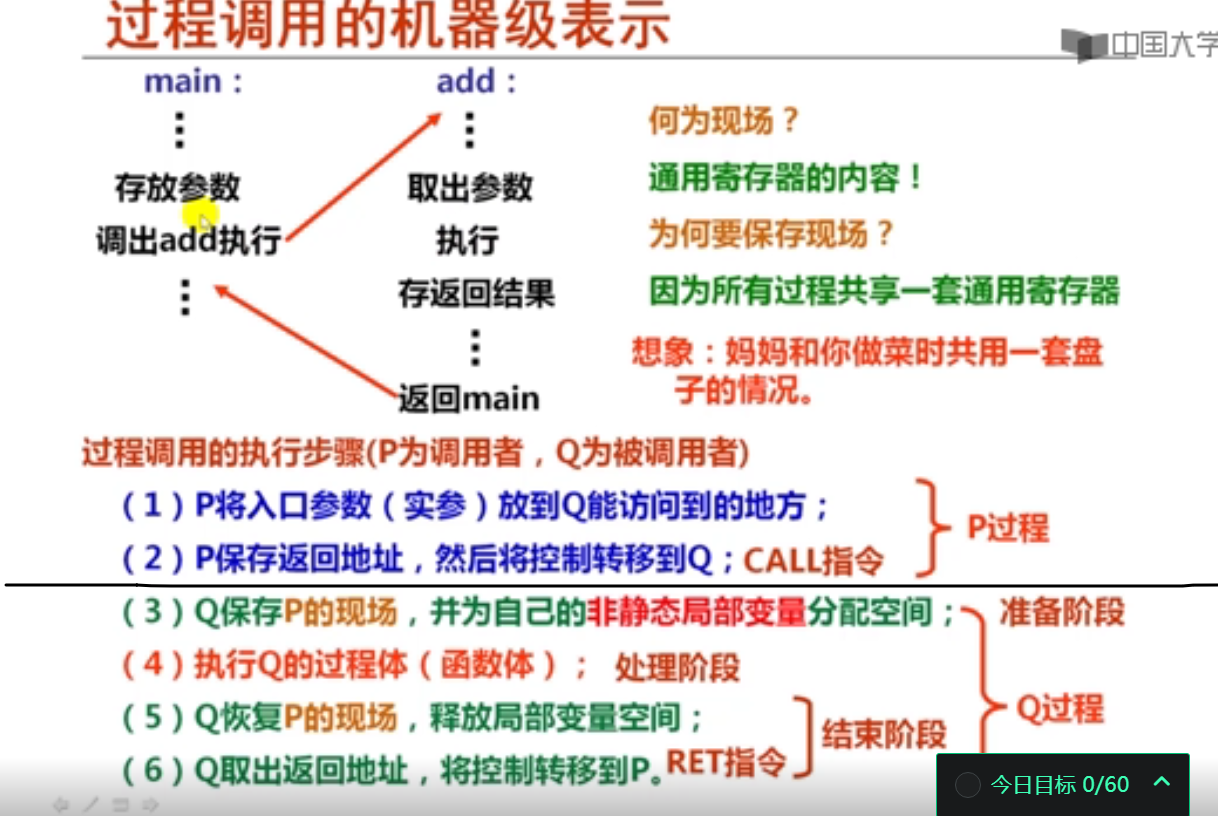 过程调用的机器级表示
中国大学
main：
add：
存放参数
调出add执行
取出参数
执行
存返回结果
返回main
何为现场？
通用寄存器的内容！
为何要保存现场？
因为所有过程共享一套通用寄存器
想象：妈妈和你做菜时共用一套盘
子的情况。
过程调用的执行步骤(P为调用者，Q为被调用者)
（1）P将入口参数（实参）放到Q能访问到的地方；
（2）P保存返回地址，然后将控制转移到Q；CALL指令
P过程
（3）Q保存P的现场，并为自己的非静态局部变量分配空间； 准备阶段
（4）执行Q的过程体（函数体）； 处理阶段
（5）Q恢复P的现场，释放局部变量空间；
（6）Q取出返回地址，将控制转移到P。RET指令
结束阶段
Q过程
今日目标 0/60